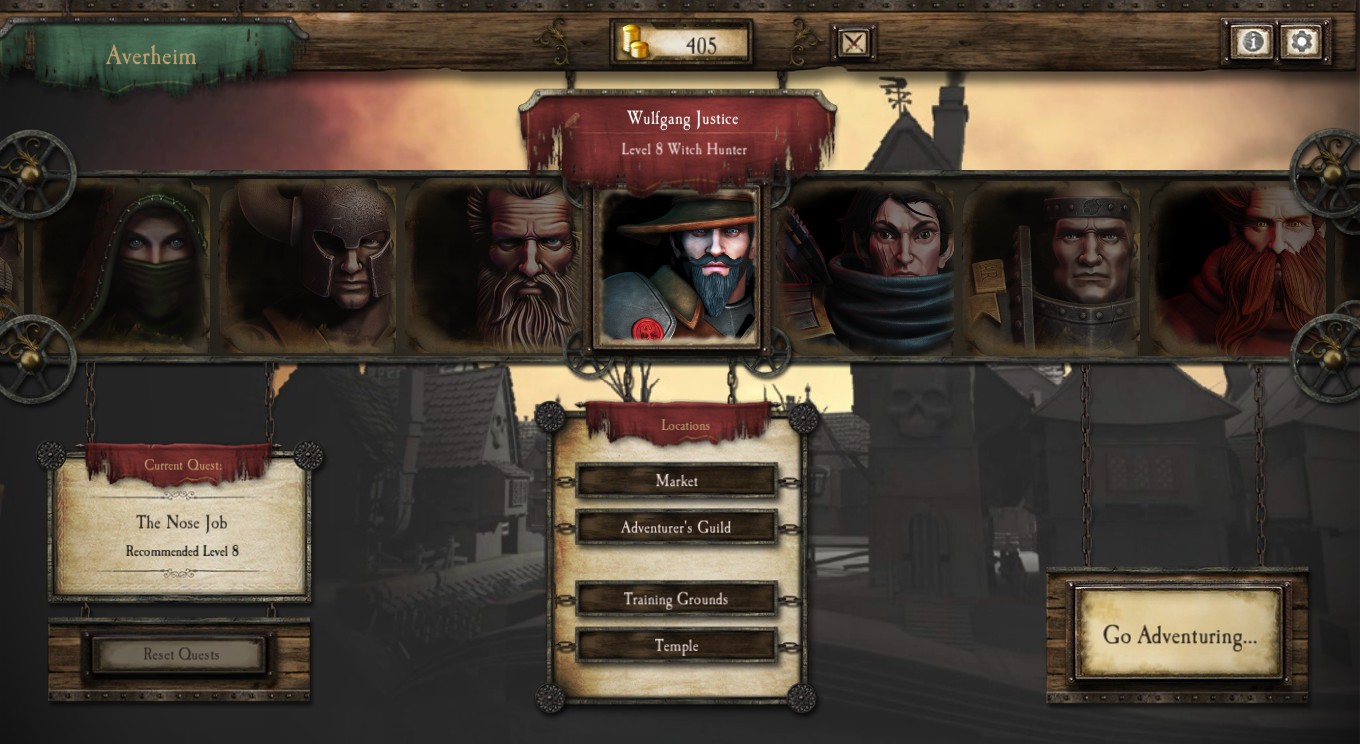 Averheim
405
Wulfgang Justice
Level 8 Witch Hunter
Current Quest:
The Nose Job
Recommended Level 8
Reset Quests
Locations
Market
Adventurer's Guild
Training Grounds
Temple
Go Adventuring...